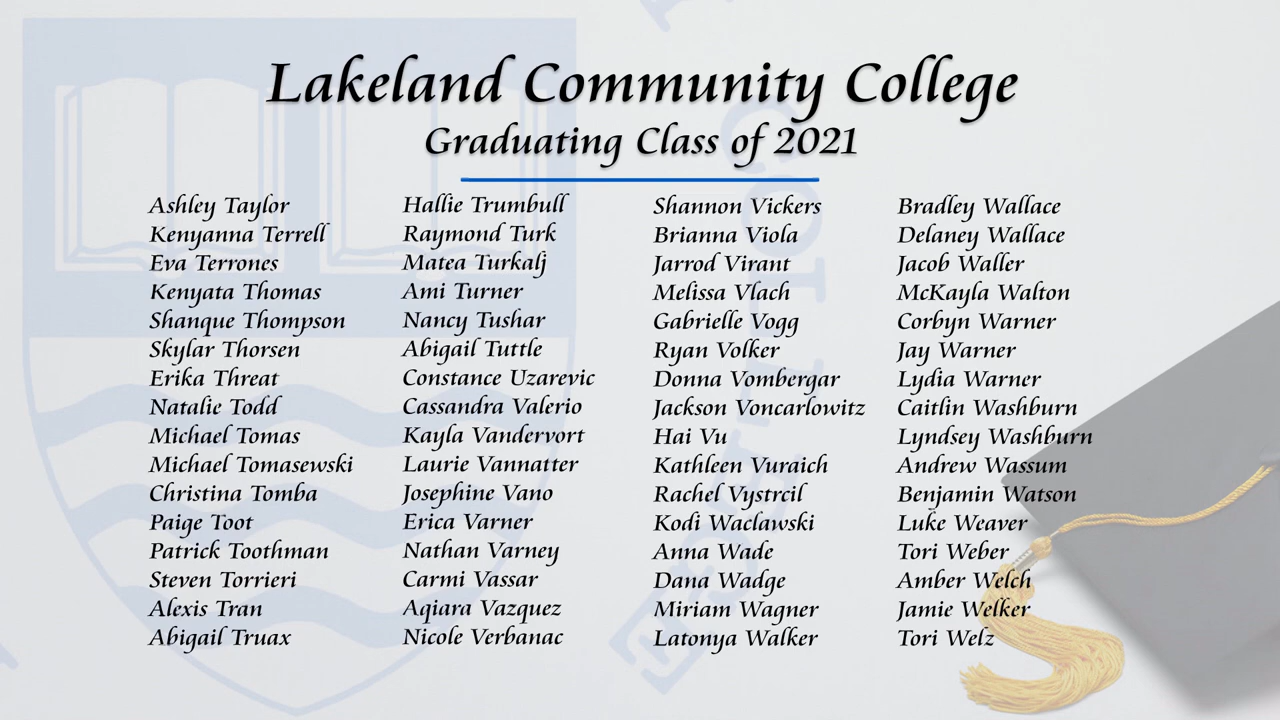 Lakeland Community College
Graduating Class of 2021
Ashley Taylor
Kenyanna Terrell
Eva Terrones
Kenyata Thomas
Shanque Thompson
Skylar Thorsen
Erika Threat
Natalie Todd
Michael Tomas
Michael Tomasewski
Christina Tomba
Paige Toot
Patrick Toothman
Steven Torrieri
Alexis Tran
Abigail Truax
Hallie Trumbull
Raymond Turk
Matea Turkalj
Ami Turner
Nancy Tushar
Abigail Tuttle
Constance Uzarevic
Cassandra Valerio
Kayla Vandervort
Laurie Vannatter
Josephine Vano
Erica Varner
Nathan Varney
Carmi Vassar
Aqiara Vazquez
Nicole Verbanac
Shannon Vickers
Brianna Viola
Jarrod Virant
Melissa Vlach
Gabrielle Vogg
Ryan Volker
Donna Vombergar
Jackson Voncarlowitz
Hai Vu
Kathleen Vuraich
Rachel Vystrcil
Kodi Waclawski
Anna Wade
Dana Wadge
Miriam Wagner
Latonya Walker
Bradley Wallace
Delaney Wallace
Jacob Waller
McKayla Walton
Corbyn Warner
Jay Warner
Lydia Warner
Caitlin Washburn
Lyndsey Washburn
Andrew Wassum
Benjamin Watson
Luke Weaver
Tori Weber
Amber Welch
Jamie Welker
Tori Welz